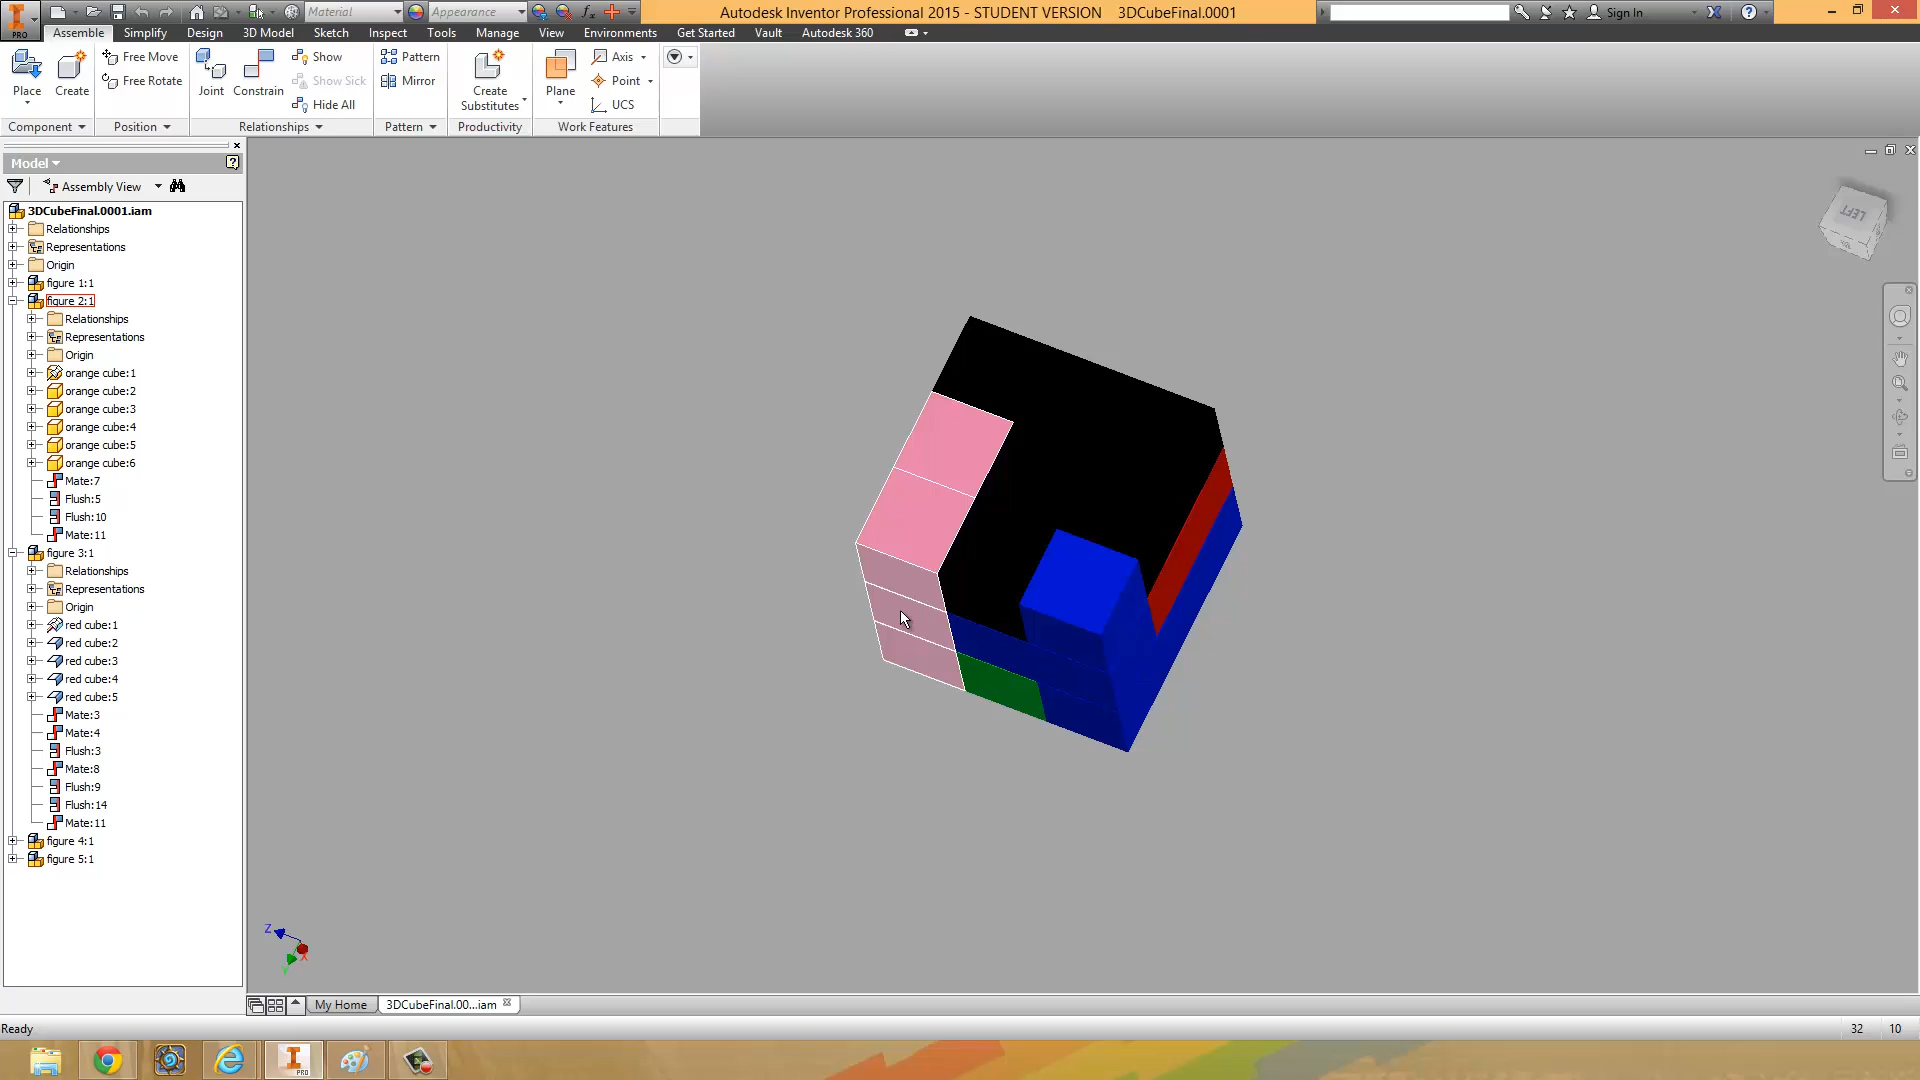 Material
Appearance
Autodesk Inventor Professional 2015 - STUDENT VERSION 3DCubeFinal.0001
Sign In
PRO
Assemble Simplify Design 3D Model Sketch Inspect Tools Manage View Environments Get Started Vault Autodesk 360
Place
Create
Free Move
Free Rotate
Joint
Constrain
Show
Show Sick
Hide All
Pattern
Mirror
Create Substitutes
Plane
Axis
Point
UCS
Component
Position
Relationships
Pattern
Productivity
Work Features
Model
Assembly View
3DCubeFinal.0001.iam
Relationships
Representations
Origin
figure 1:1
figure 2:1
Relationships
Representations
Origin
orange cube:1
orange cube:2
orange cube:3
orange cube:4
orange cube:5
orange cube:6
Mate:7
Flush:5
Flush:10
Mate:11
figure 3:1
Relationships
Representations
Origin
red cube:1
red cube:2
red cube:3
red cube:4
red cube:5
Mate:3
Mate:4
Flush:3
Mate:8
Flush:9
Flush:14
Mate:11
figure 4:1
figure 5:1
LEFT
Z
X
Y
My Home
3DCubeFinal.00...iam
Ready
32 10
PRO